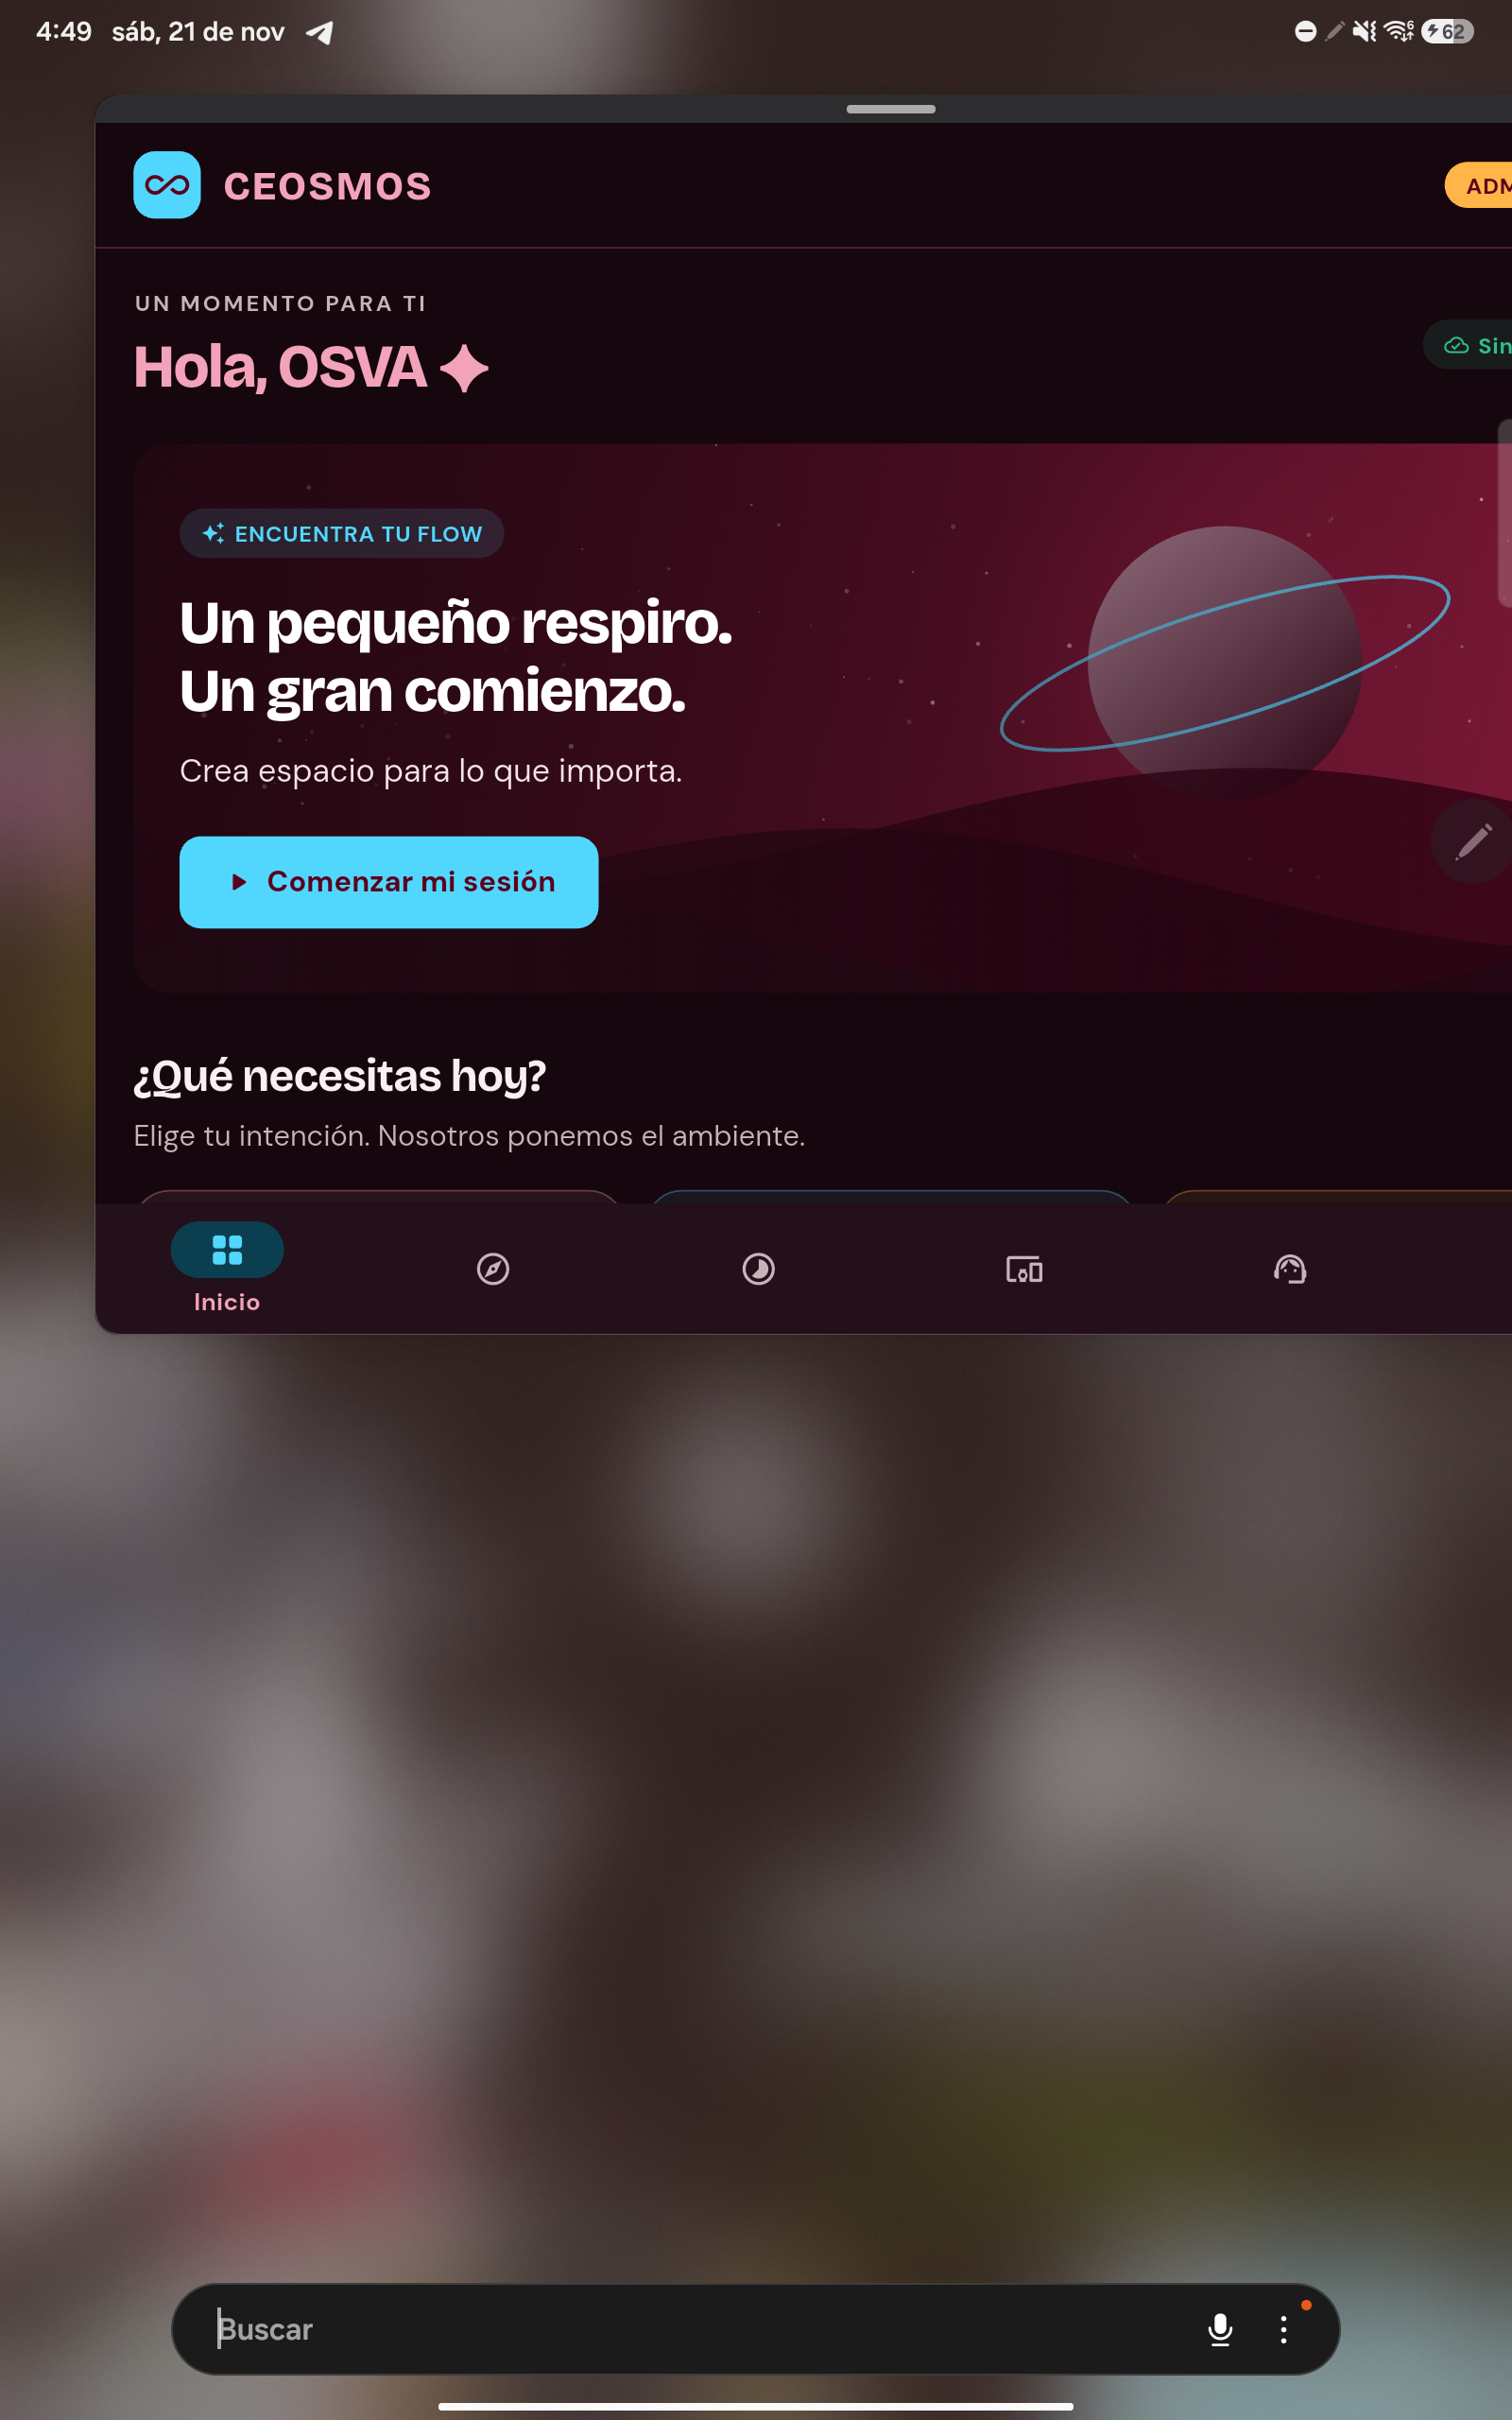 4:49 sáb, 21 de nov
6
62
CEOSMOS
ADM
UN MOMENTO PARA TI
Hola, OSVA
Sin
ENCUENTRA TU FLOW
Un pequeño respiro.
Un gran comienzo.
Crea espacio para lo que importa.
Comenzar mi sesión
¿Qué necesitas hoy?
Elige tu intención. Nosotros ponemos el ambiente.
Inicio
Buscar